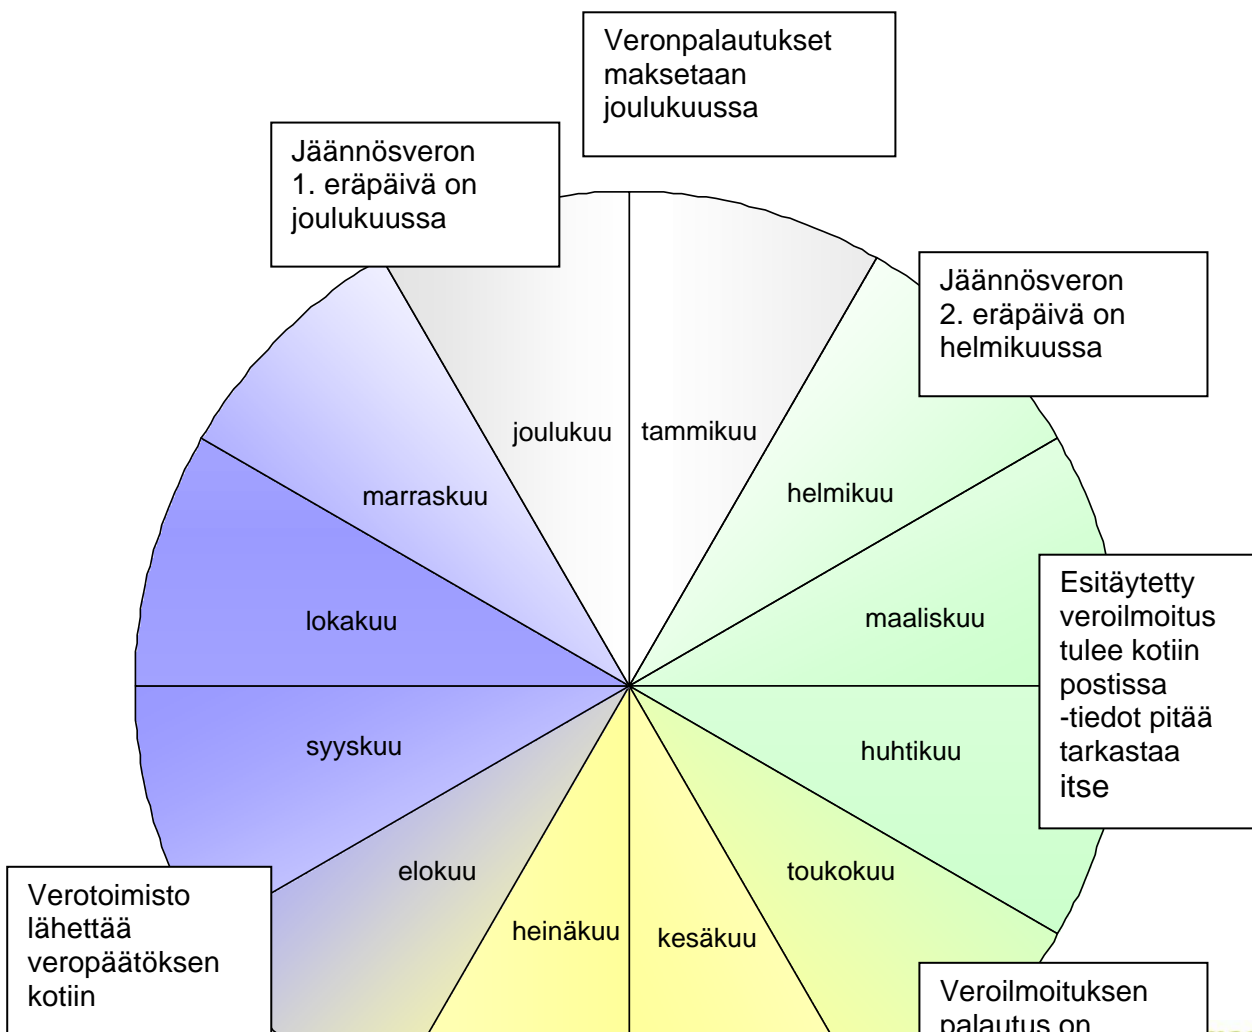 Veronpalautukset
maksetaan
joulukuussa
Jäännösveron
1. eräpäivä on
joulukuussa
Jäännösveron
2. eräpäivä on
helmikuussa
joulukuu
tammikuu
marraskuu
helmikuu
lokakuu
maaliskuu
Esitäytetty
veroilmoitus
tulee kotiin
postissa
-tiedot pitää
tarkastaa
itse
syyskuu
huhtikuu
elokuu
toukokuu
heinäkuu
kesäkuu
Verotoimisto
lähettää
veropäätöksen
kotiin
Veroilmoituksen
palautus on